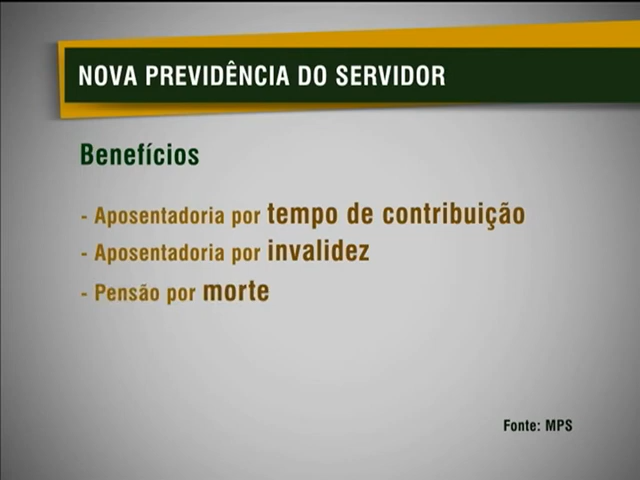 NOVA PREVIDÊNCIA DO SERVIDOR
Benefícios
- Aposentadoria por tempo de contribuição
- Aposentadoria por invalidez
- Pensão por morte
Fonte: MPS